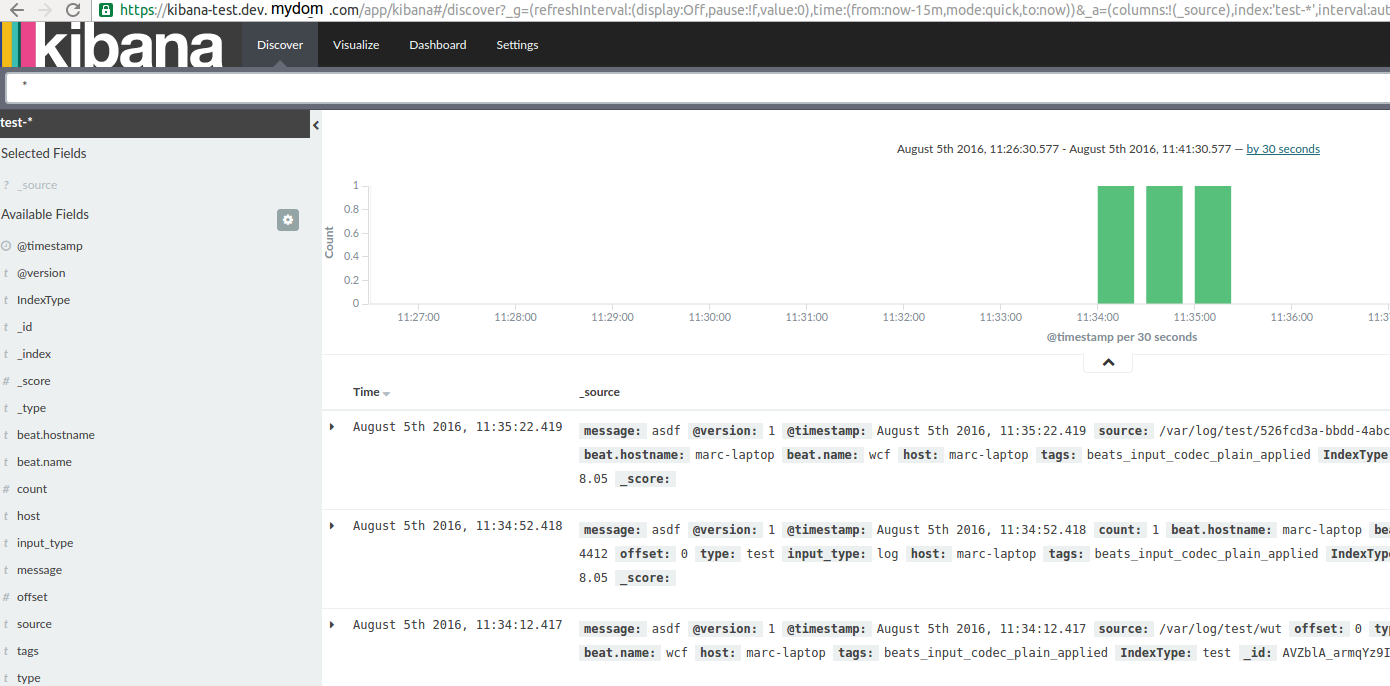 https://kibana-test.dev. mydom .com/app/kibana#/discover?_g=(refreshInterval:(display:Off,pause:!f,value:0),time:(from:now-15m,mode:quick,to:now))&_a=(columns:!(_source),index:'test-*',interval:aut
kibana Discover Visualize Dashboard Settings
*
test-*
Selected Fields
? _source
Available Fields
@timestamp
t @version
t IndexType
t _id
t _index
# _score
t _type
t beat.hostname
t beat.name
# count
t host
t input_type
t message
# offset
t source
t tags
t type
August 5th 2016, 11:26:30.577 - August 5th 2016, 11:41:30.577 — by 30 seconds
Count
1
0.8
0.6
0.4
0.2
0
11:27:00 11:28:00 11:29:00 11:30:00 11:31:00 11:32:00 11:33:00 11:34:00 11:35:00 11:36:00 11:37
@timestamp per 30 seconds
Time _source
August 5th 2016, 11:35:22.419 message: asdf @version: 1 @timestamp: August 5th 2016, 11:35:22.419 source: /var/log/test/526fcd3a-bbdd-4abc
beat.hostname: marc-laptop beat.name: wcf host: marc-laptop tags: beats_input_codec_plain_applied IndexType
8.05 _score:
August 5th 2016, 11:34:52.418 message: asdf @version: 1 @timestamp: August 5th 2016, 11:34:52.418 count: 1 beat.hostname: marc-laptop bea
4412 offset: 0 type: test input_type: log host: marc-laptop tags: beats_input_codec_plain_applied IndexType
8.05 _score:
August 5th 2016, 11:34:12.417 message: asdf @version: 1 @timestamp: August 5th 2016, 11:34:12.417 source: /var/log/test/wut offset: 0 typ
beat.name: wcf host: marc-laptop tags: beats_input_codec_plain_applied IndexType: test _id: AVZblA_armqYz9I